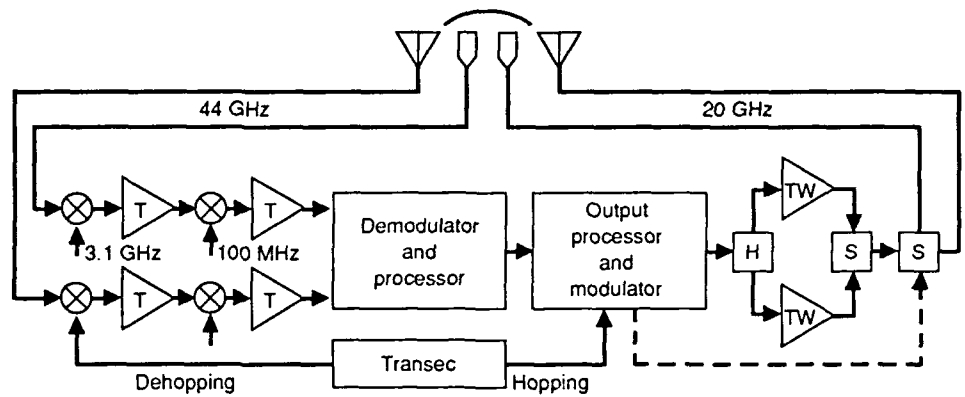 44 GHz
20 GHz
T
T
3.1 GHz
100 MHz
T
T
Demodulator
and
processor
Output
processor
and
modulator
H
TW
TW
S
S
Transec
Dehopping
Hopping